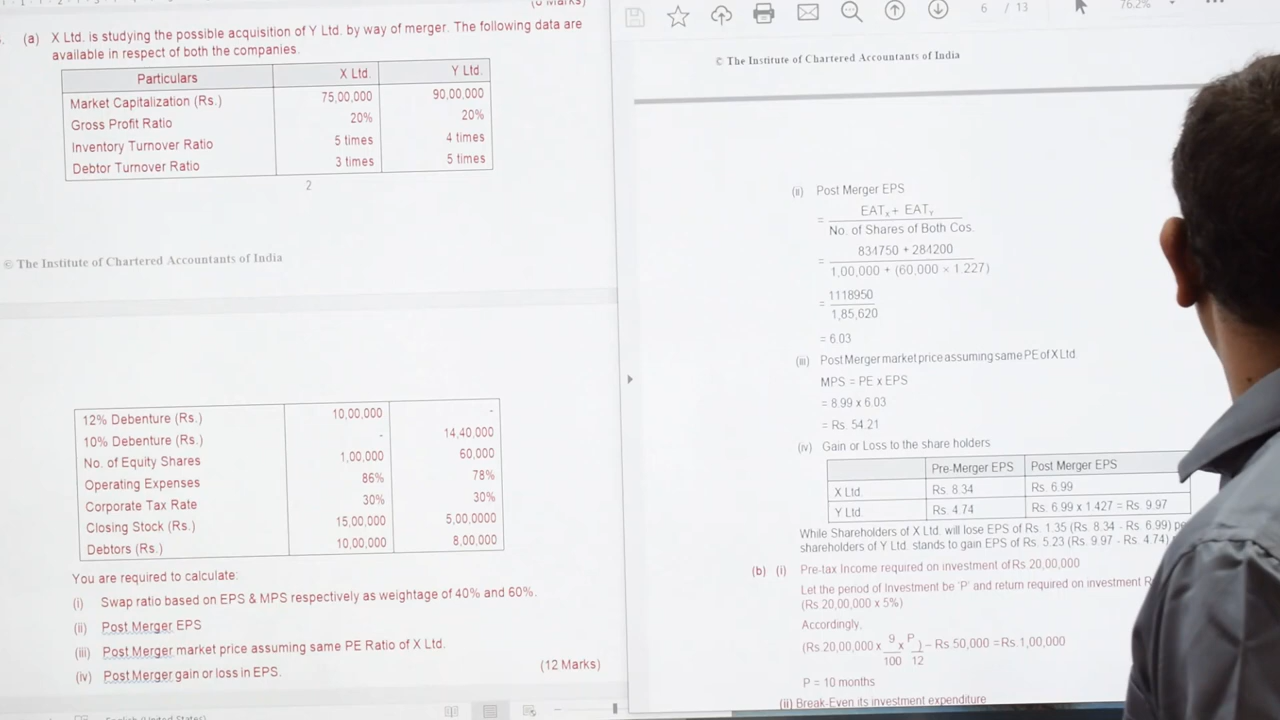 (a) X Ltd. is studying the possible acquisition of Y Ltd. by way of merger. The following data are
available in respect of both the companies.
Particulars X Ltd. Y Ltd.
Market Capitalization (Rs.) 75,00,000 90,00,000
Gross Profit Ratio 20% 20%
Inventory Turnover Ratio 5 times 4 times
Debtor Turnover Ratio 3 times 5 times
2
© The Institute of Chartered Accountants of India
12% Debenture (Rs.) 10,00,000 -
10% Debenture (Rs.) - 14,40,000
No. of Equity Shares 1,00,000 60,000
Operating Expenses 86% 78%
Corporate Tax Rate 30% 30%
Closing Stock (Rs.) 15,00,000 5,00,0000
Debtors (Rs.) 10,00,000 8,00,000
You are required to calculate:
(i) Swap ratio based on EPS & MPS respectively as weightage of 40% and 60%.
(ii) Post Merger EPS
(iii) Post Merger market price assuming same PE Ratio of X Ltd.
(iv) Post Merger gain or loss in EPS.
(12 Marks)
6 / 13
76.2%
© The Institute of Chartered Accountants of India
(ii) Post Merger EPS
= EATx + EATY
No. of Shares of Both Cos.
= 834750 + 284200
1,00,000 + (60,000 × 1.227)
= 1118950
1,85,620
= 6.03
(iii) Post Merger market price assuming same PE of X Ltd
MPS = PE x EPS
= 8.99 x 6.03
= Rs. 54.21
(iv) Gain or Loss to the share holders
Pre-Merger EPS Post Merger EPS
X Ltd. Rs. 8.34 Rs. 6.99
Y Ltd. Rs. 4.74 Rs. 6.99 x 1.427 = Rs. 9.97
While Shareholders of X Ltd. will lose EPS of Rs. 1.35 (Rs. 8.34 - Rs. 6.99)
shareholders of Y Ltd. stands to gain EPS of Rs. 5.23 (Rs. 9.97 - Rs. 4.74)
(b) (i) Pre-tax Income required on investment of Rs 20,00,000
Let the period of Investment be 'P' and return required on investment
(Rs 20,00,000 x 5%)
Accordingly,
(Rs.20,00,000 x 9/100 x P/12) – Rs 50,000 = Rs.1,00,000
P = 10 months
(ii) Break-Even its investment expenditure